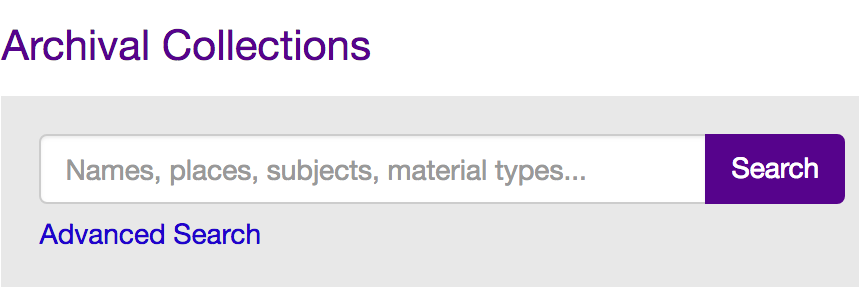 Archival Collections
Names, places, subjects, material types...
Search
Advanced Search